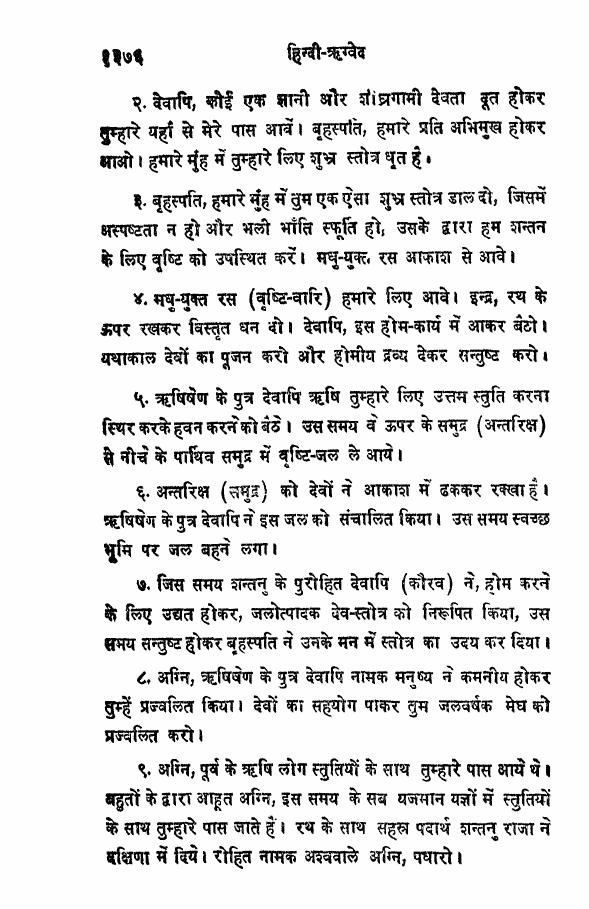 १३७६ हिन्दी-ऋग्वेद
२. देवापि, कोई एक ज्ञानी और शीघ्रगामी देवता दूत होकर
तुम्हारे यहाँ से मेरे पास आवें। बृहस्पति, हमारे प्रति अभिमुख होकर
आओ। हमारे मुंह में तुम्हारे लिए शुभ्र स्तोत्र धृत है।
३. बृहस्पति, हमारे मुंह में तुम एक ऐसा शुभ्र स्तोत्र डाल दो, जिसमें
अस्पष्टता न हो और भली भाँति स्फूर्ति हो, उसके द्वारा हम शन्तन
के लिए वृष्टि को उपस्थित करें। मधु-युक्त रस आकाश से आवे।
४. मधु-युक्त रस (वृष्टि-वारि) हमारे लिए आवे। इन्द्र, रथ के
ऊपर रखकर विस्तृत धन दो। देवापि, इस होम-कार्य में आकर बैठो।
यथाकाल देवों का पूजन करो और होमीय द्रव्य देकर सन्तुष्ट करो।
५. ऋषिषेण के पुत्र देवापि ऋषि तुम्हारे लिए उत्तम स्तुति करना
स्थिर करके हवन करने को बैठे। उस समय वे ऊपर के समुद्र (अन्तरिक्ष)
से नीचे के पार्थिव समुद्र में वृष्टि-जल ले आये।
६. अन्तरिक्ष (समुद्र) को देवों ने आकाश में ढककर रक्खा है।
ऋषिषेण के पुत्र देवापि ने इस जल को संचालित किया। उस समय स्वच्छ
भूमि पर जल बहने लगा।
७. जिस समय शन्तनु के पुरोहित देवापि (कौरव) ने, होम करने
के लिए उद्यत होकर, जलोत्पादक देव-स्तोत्र को निरूपित किया, उस
समय सन्तुष्ट होकर बृहस्पति ने उनके मन में स्तोत्र का उदय कर दिया।
८. अग्नि, ऋषिषेण के पुत्र देवापि नामक मनुष्य ने कमनीय होकर
तुम्हें प्रज्वलित किया। देवों का सहयोग पाकर तुम जलवर्षक मेघ को
प्रज्वलित करो।
९. अग्नि, पूर्व के ऋषि लोग स्तुतियों के साथ तुम्हारे पास आये थे।
बहुतों के द्वारा आहूत अग्नि, इस समय के सब यजमान यज्ञों में स्तुतियों
के साथ तुम्हारे पास जाते हैं। रथ के साथ सहस्र पदार्थ शन्तनु राजा ने
दक्षिणा में दिये। रोहित नामक अश्ववाले अग्नि, पधारो।